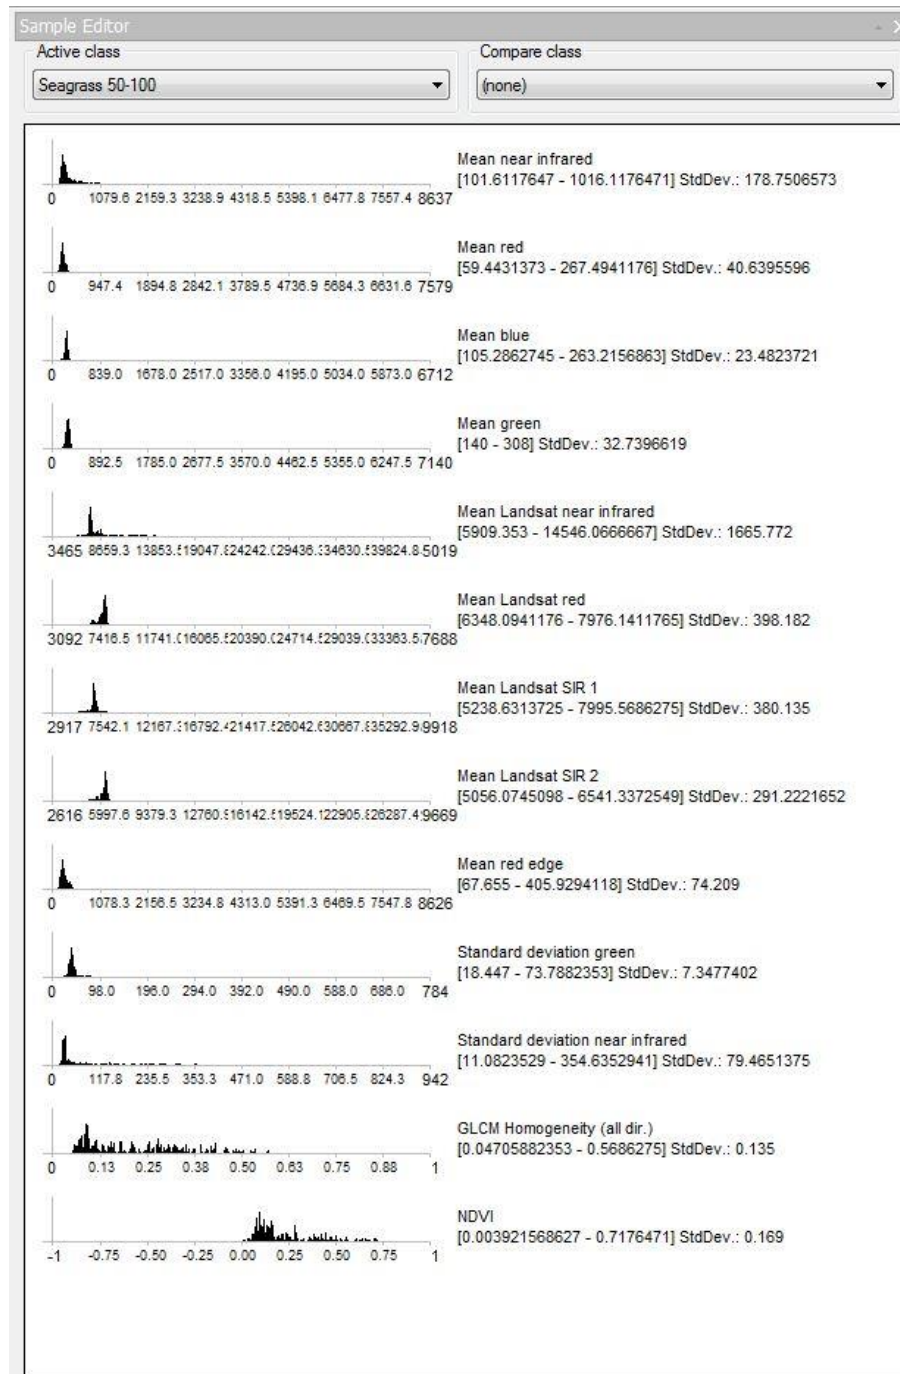 Sample Editor
Active class
Compare class
Seagrass 50-100
(none)
Mean near infrared
[101.6117647 - 1016.1176471] StdDev.: 178.7506573
0 1079.6 2159.3 3238.9 4318.5 5398.1 6477.8 7557.4 8637
Mean red
[59.4431373 - 267.4941176] StdDev.: 40.6395596
0 947.4 1894.8 2842.1 3789.5 4736.9 5684.3 6631.6 7579
Mean blue
[105.2862745 - 263.2156863] StdDev.: 23.4823721
0 839.0 1678.0 2517.0 3356.0 4195.0 5034.0 5873.0 6712
Mean green
[140 - 308] StdDev.: 32.7396619
0 892.5 1785.0 2677.5 3570.0 4462.5 5355.0 6247.5 7140
Mean Landsat near infrared
[5909.353 - 14546.0666667] StdDev.: 1665.772
3465 8659.3
Mean Landsat red
[6348.0941176 - 7976.1411765] StdDev.: 398.182
3092 7416.5
Mean Landsat SIR 1
[5238.6313725 - 7995.5686275] StdDev.: 380.135
2917 7542.1
Mean Landsat SIR 2
[5056.0745098 - 6541.3372549] StdDev.: 291.2221652
2616 5997.6 9379.3
Mean red edge
[67.655 - 405.9294118] StdDev.: 74.209
0 1078.3 2156.5 3234.8 4313.0 5391.3 6469.5 7547.8 8626
Standard deviation green
[18.447 - 73.7882353] StdDev.: 7.3477402
0 98.0 196.0 294.0 392.0 490.0 588.0 686.0 784
Standard deviation near infrared
[11.0823529 - 354.6352941] StdDev.: 79.4651375
0 117.8 235.5 353.3 471.0 588.8 706.5 824.3 942
GLCM Homogeneity (all dir.)
[0.04705882353 - 0.5686275] StdDev.: 0.135
0 0.13 0.25 0.38 0.50 0.63 0.75 0.88 1
NDVI
[0.003921568627 - 0.7176471] StdDev.: 0.169
-1 -0.75 -0.50 -0.25 0.00 0.25 0.50 0.75 1